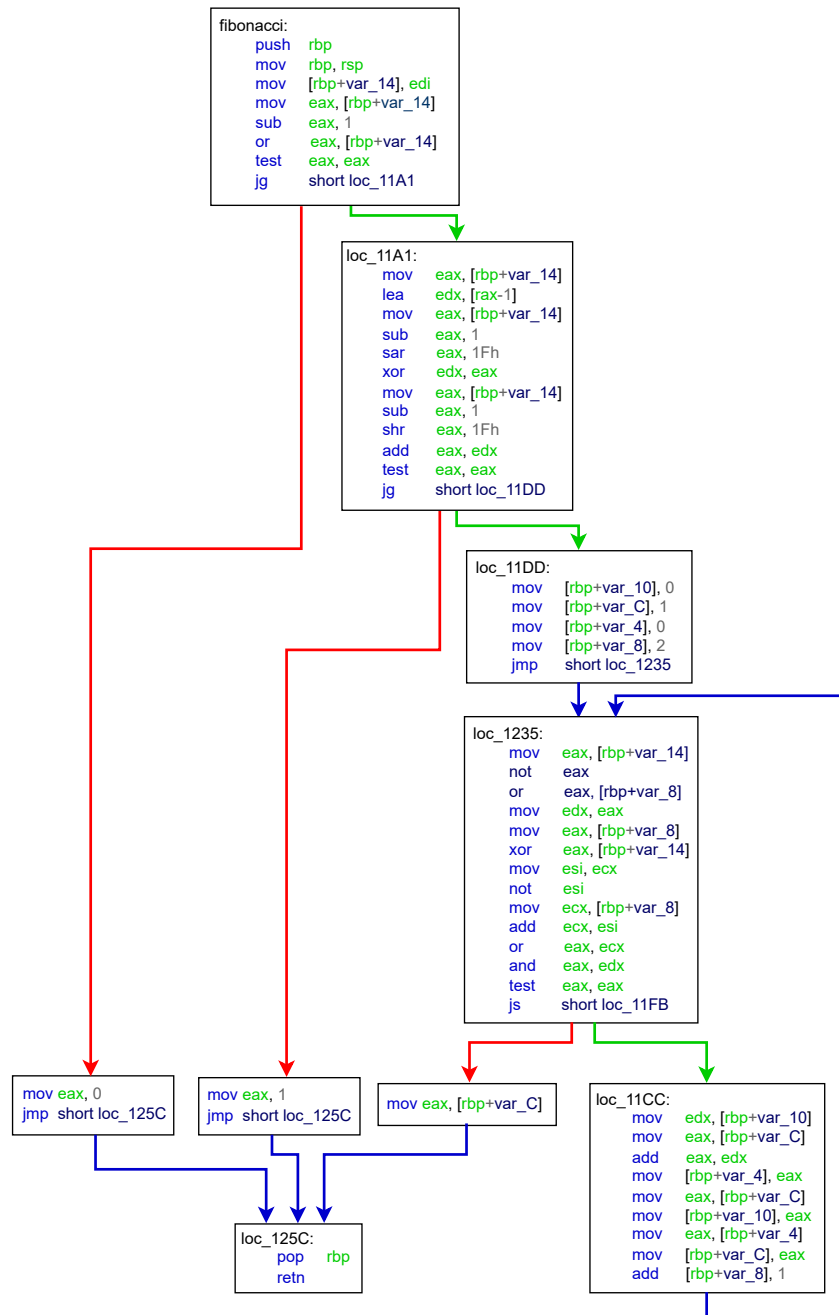 fibonacci:
push rbp
mov rbp, rsp
mov [rbp+var_14], edi
mov eax, [rbp+var_14]
sub eax, 1
or eax, [rbp+var_14]
test eax, eax
jg short loc_11A1
loc_11A1:
mov eax, [rbp+var_14]
lea edx, [rax-1]
mov eax, [rbp+var_14]
sub eax, 1
sar eax, 1Fh
xor edx, eax
mov eax, [rbp+var_14]
sub eax, 1
shr eax, 1Fh
add eax, edx
test eax, eax
jg short loc_11DD
loc_11DD:
mov [rbp+var_10], 0
mov [rbp+var_C], 1
mov [rbp+var_4], 0
mov [rbp+var_8], 2
jmp short loc_1235
loc_1235:
mov eax, [rbp+var_14]
not eax
or eax, [rbp+var_8]
mov edx, eax
mov eax, [rbp+var_8]
xor eax, [rbp+var_14]
mov esi, ecx
not esi
mov ecx, [rbp+var_8]
add ecx, esi
or eax, ecx
and eax, edx
test eax, eax
js short loc_11FB
mov eax, 0
jmp short loc_125C
mov eax, 1
jmp short loc_125C
mov eax, [rbp+var_C]
loc_11CC:
mov edx, [rbp+var_10]
mov eax, [rbp+var_C]
add eax, edx
mov [rbp+var_4], eax
mov eax, [rbp+var_C]
mov [rbp+var_10], eax
mov eax, [rbp+var_4]
mov [rbp+var_C], eax
add [rbp+var_8], 1
loc_125C:
pop rbp
retn